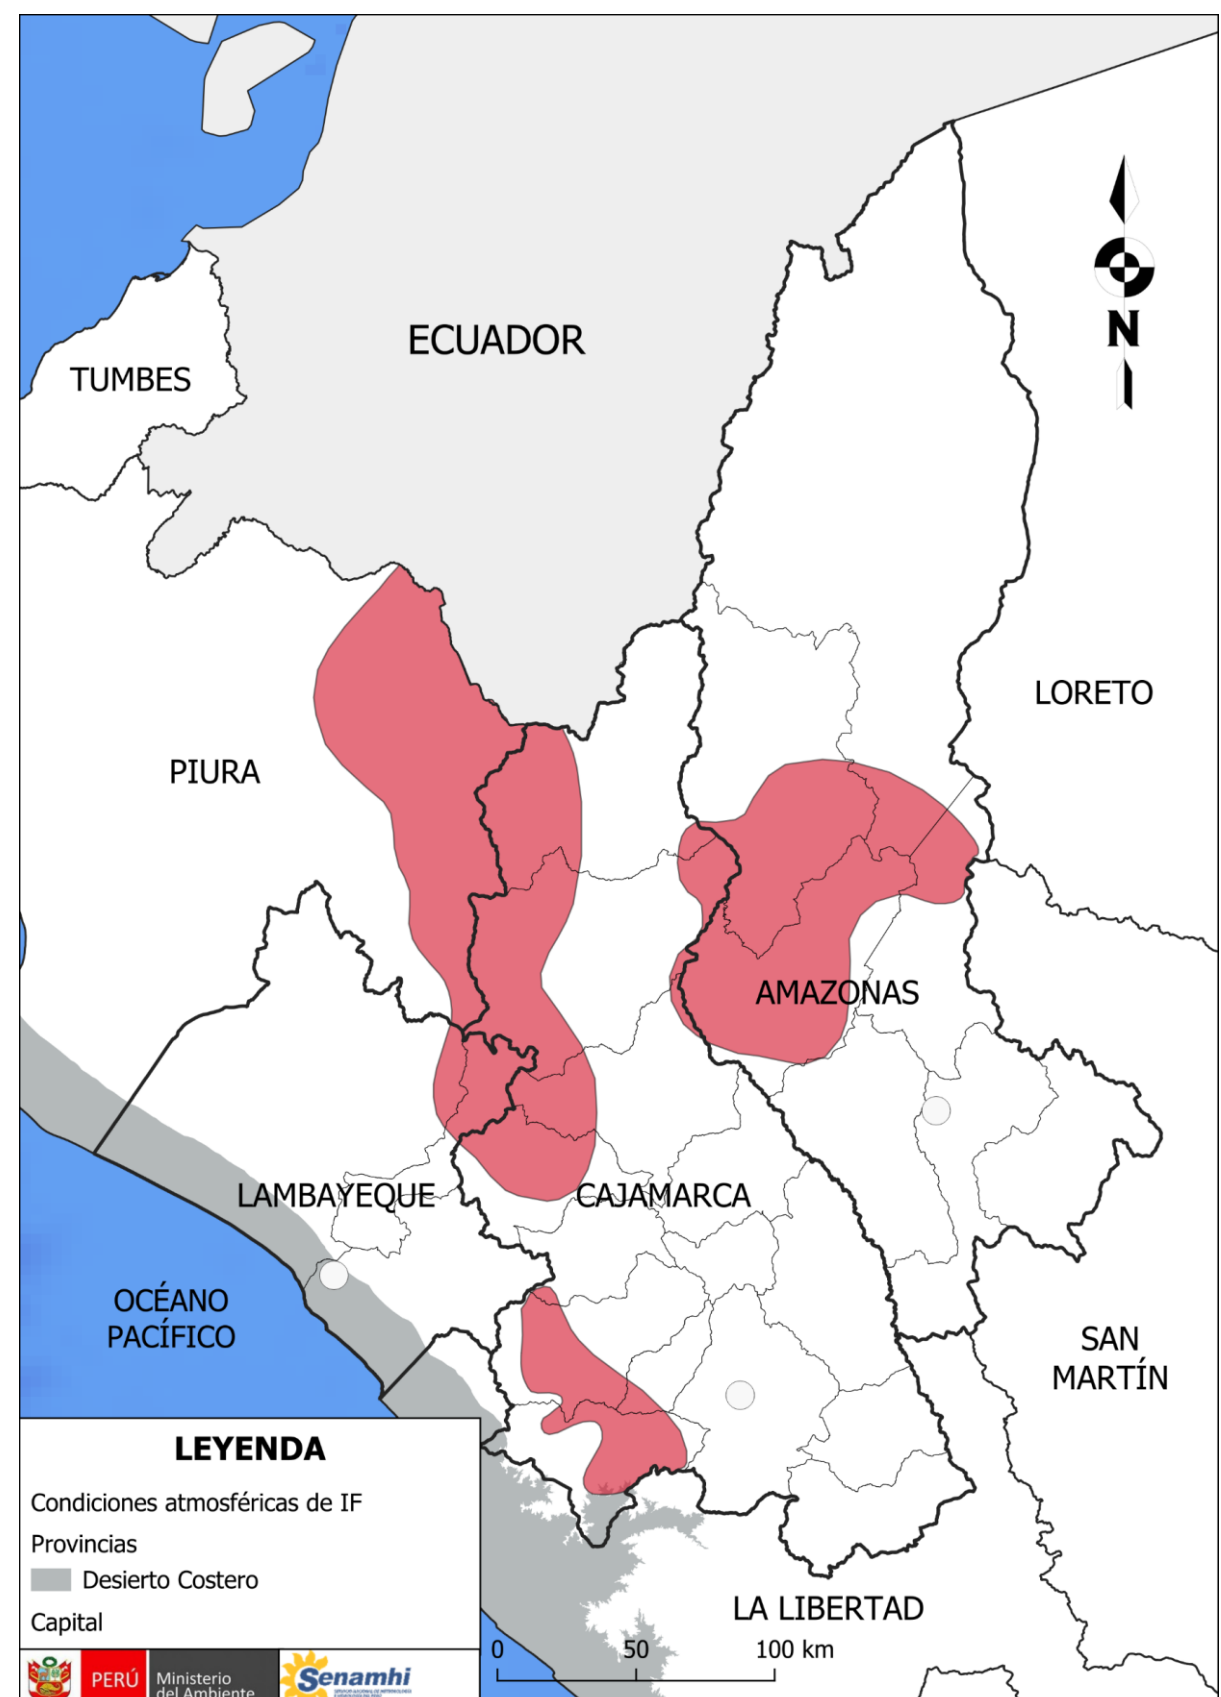 ECUADOR
TUMBES
N
LORETO
PIURA
AMAZONAS
LAMBAYEQUE
CAJAMARCA
OCÉANO
PACÍFICO
SAN
MARTÍN
LA LIBERTAD
0 50 100 km
LEYENDA
Condiciones atmosféricas de IF
Provincias
Desierto Costero
Capital
PERÚ
Ministerio
del Ambiente
Senamhi